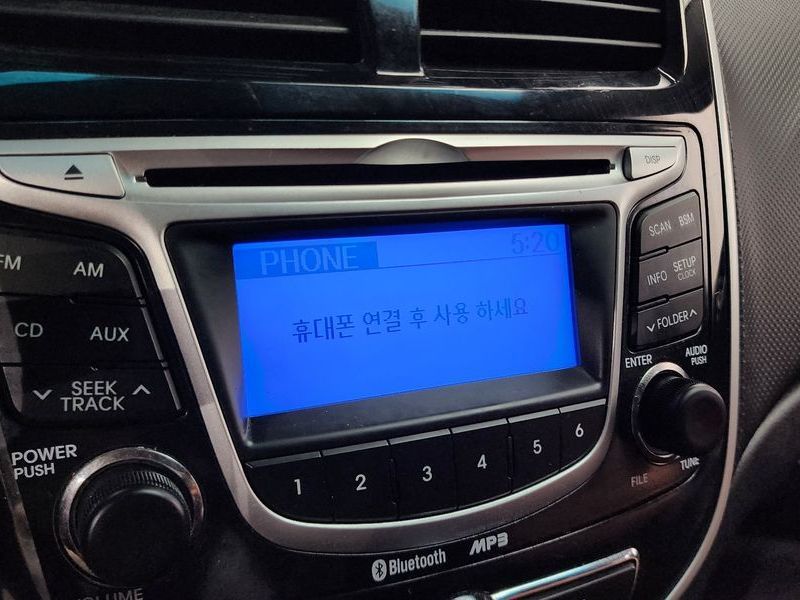 DISP
PHONE 5:20
휴대폰 연결 후 사용 하세요
FM AM
CD AUX
SEEK
TRACK
POWER
PUSH
VOLUME
SCAN BSM
INFO SETUP
CLOCK
FOLDER
ENTER AUDIO
PUSH
FILE TUNE
1 2 3 4 5 6
Bluetooth MP3